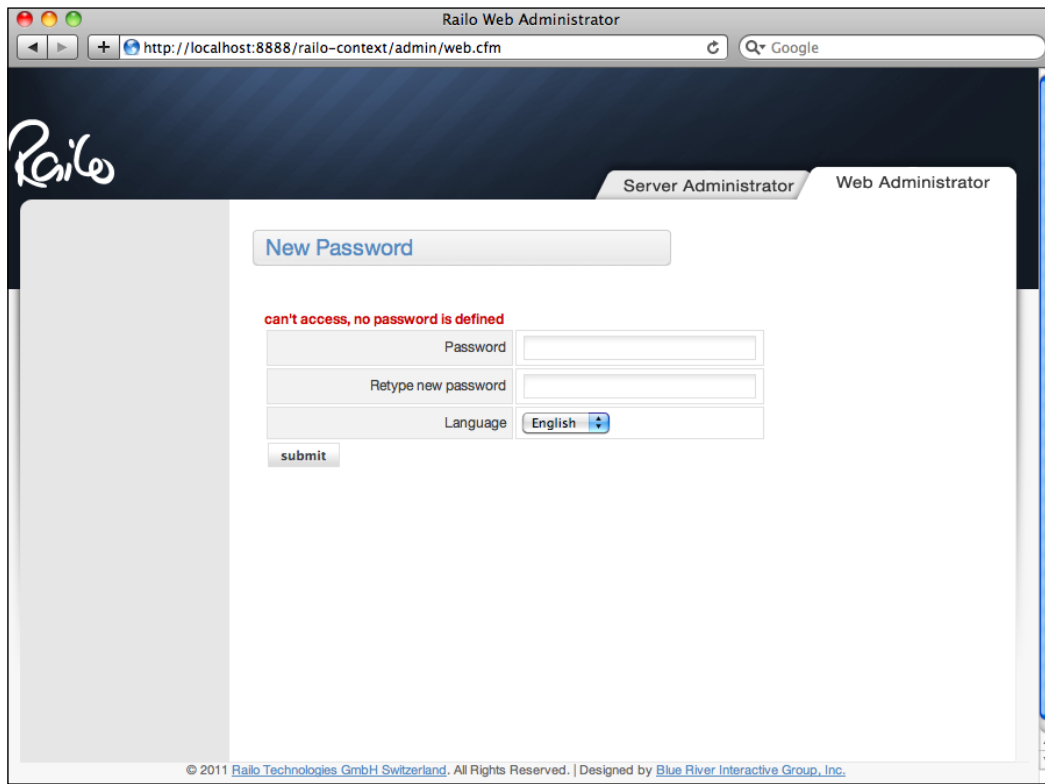 Railo Web Administrator
http://localhost:8888/railo-context/admin/web.cfm
Google
Railo
Server Administrator
Web Administrator
New Password
can't access, no password is defined
Password
Retype new password
Language English
submit
© 2011 Railo Technologies GmbH Switzerland. All Rights Reserved. | Designed by Blue River Interactive Group, Inc.